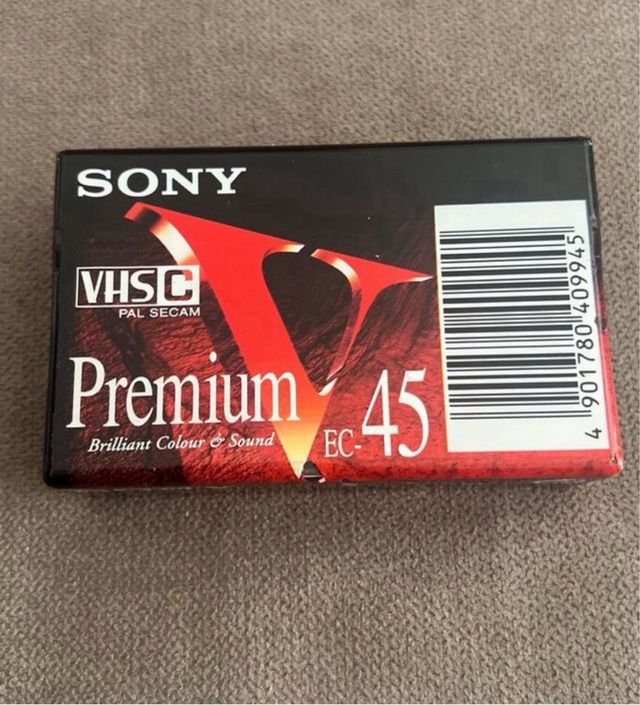 SONY
VHS C
PAL SECAM
V
Premium
Brilliant Colour & Sound
EC-45
4 901780 409945